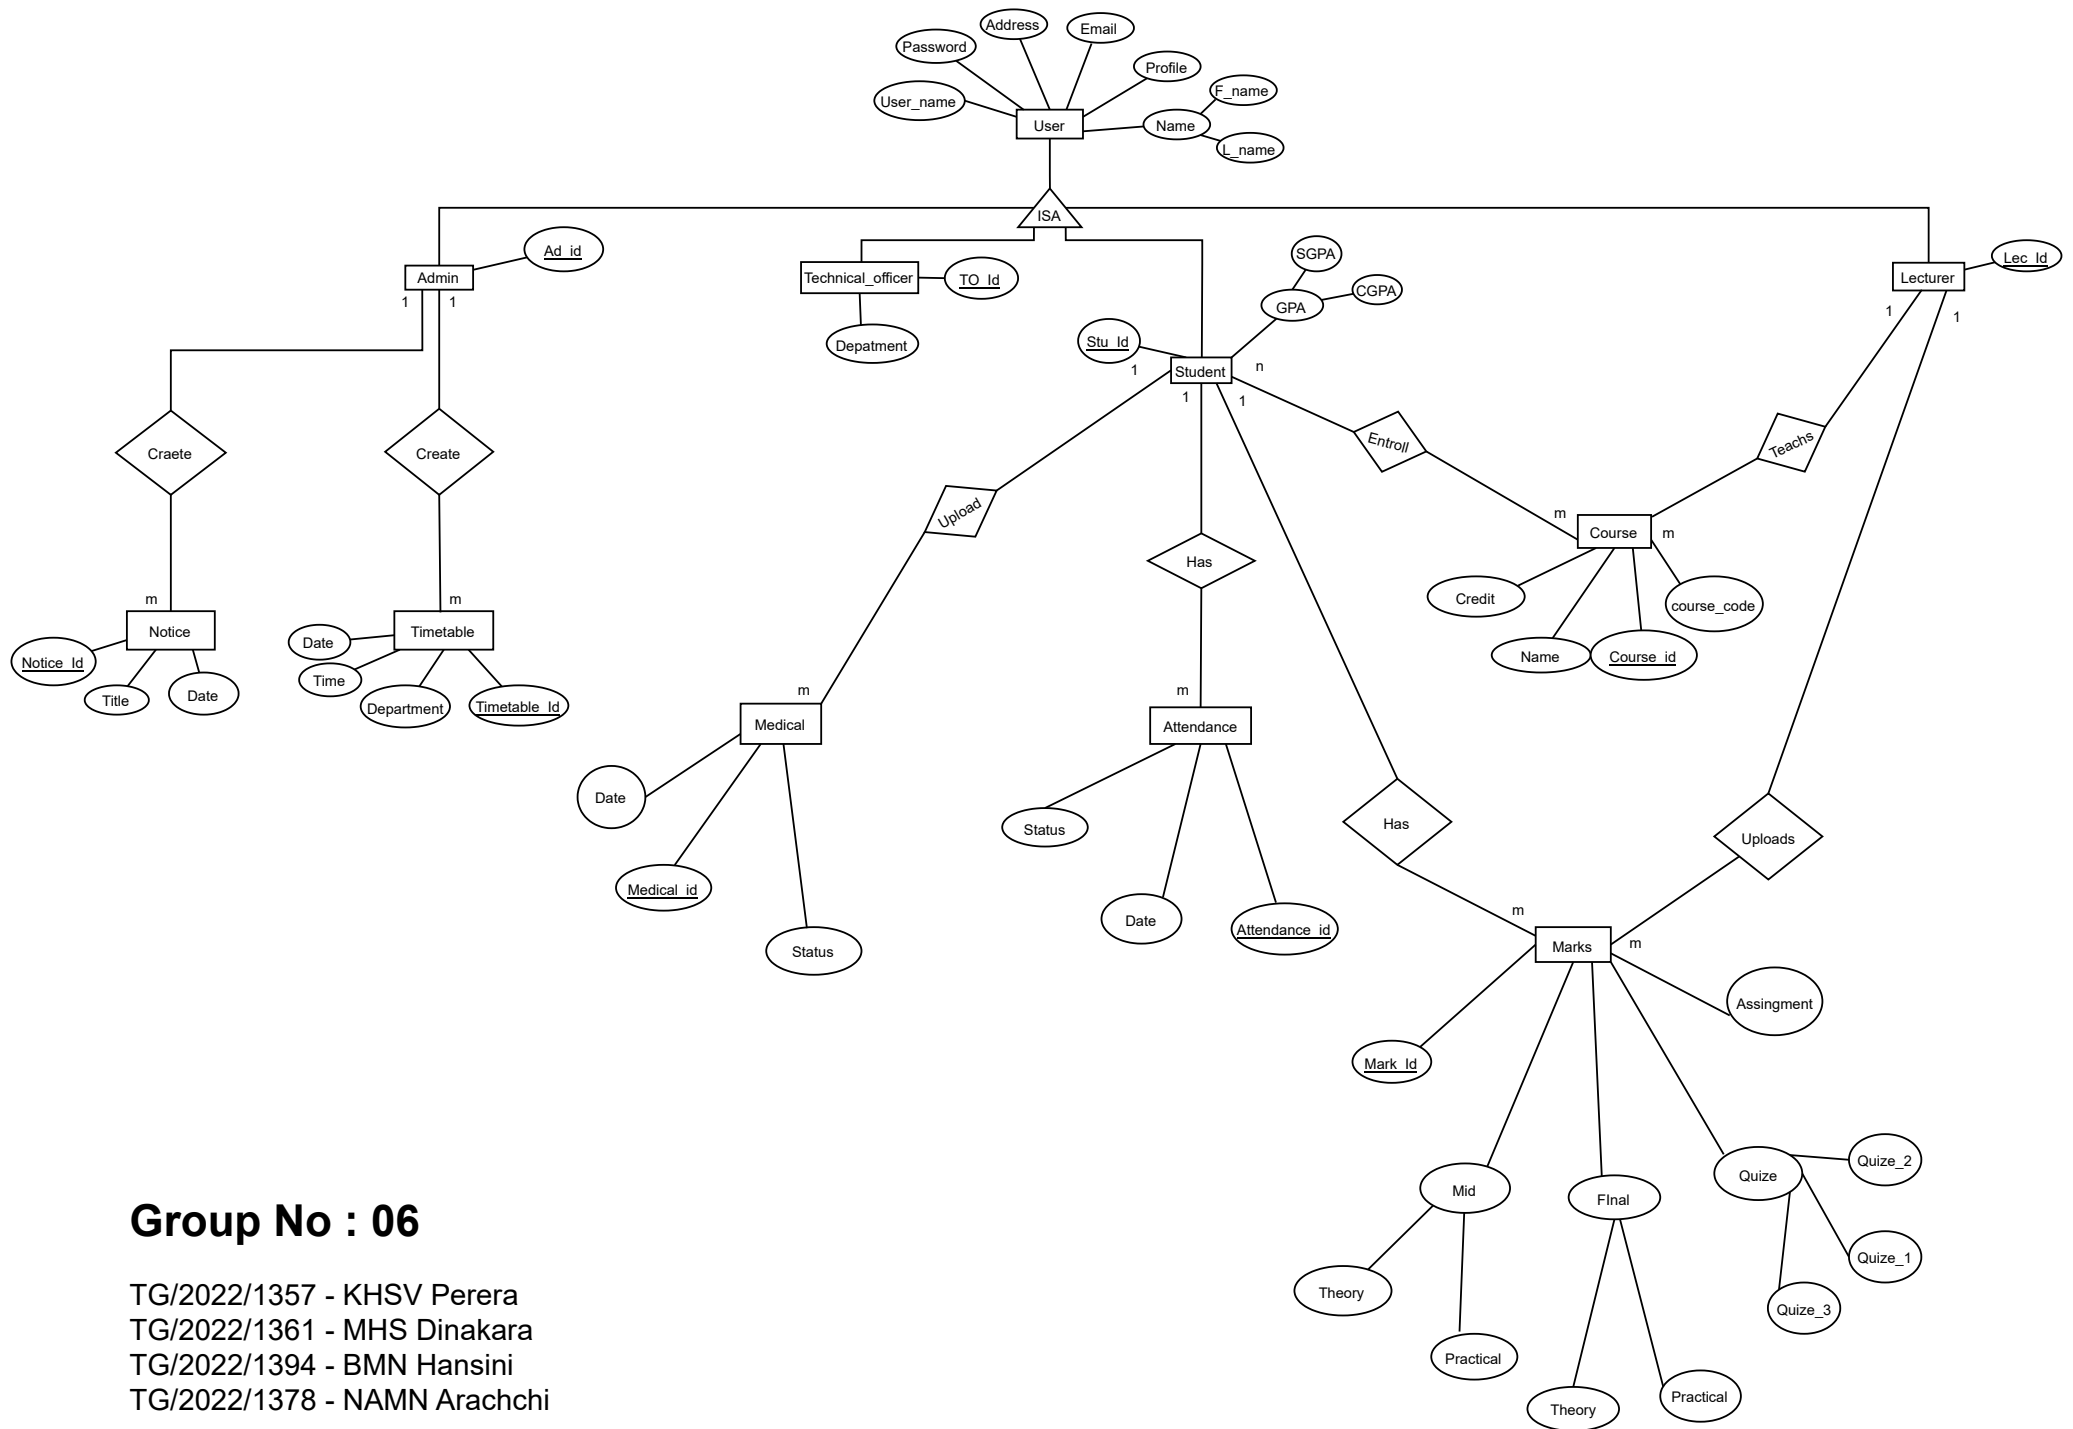 Address
Email
Password
Profile
F_name
User_name
User
Name
L_name
ISA
Ad_id
SGPA
Lec_Id
Admin
Technical_officer
TO_Id
Lecturer
CGPA
1
1
GPA
1
1
Depatment
Stu_Id
1
Student
n
1
1
Craete
Create
Entroll
Teachs
Upload
m
Course
m
Has
m
m
Credit
course_code
Notice
Timetable
Date
Name
Course_id
Notice_Id
Time
Title
Date
Department
Timetable_Id
m
m
Medical
Attendance
Date
Status
Has
Uploads
Medical_id
m
Date
Attendance_id
Marks
m
Status
Assingment
Mark_Id
Quize_2
Mid
FInal
Quize
Quize_1
Theory
Quize_3
Practical
Theory
Practical
Group No : 06
TG/2022/1357 - KHSV Perera
TG/2022/1361 - MHS Dinakara
TG/2022/1394 - BMN Hansini
TG/2022/1378 - NAMN Arachchi